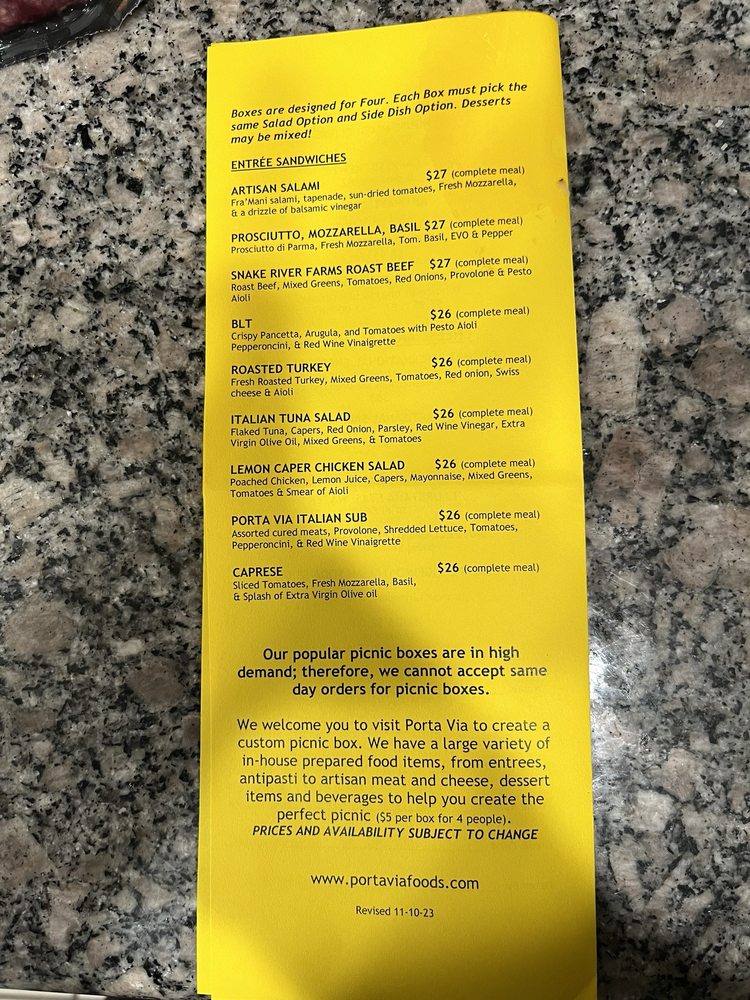 Boxes are designed for Four. Each Box must pick the
same Salad Option and Side Dish Option. Desserts
may be mixed!
ENTRÉE SANDWICHES
ARTISAN SALAMI $27 (complete meal)
Fra'Mani salami, tapenade, sun-dried tomatoes, Fresh Mozzarella,
& a drizzle of balsamic vinegar
PROSCIUTTO, MOZZARELLA, BASIL $27 (complete meal)
Prosciutto di Parma, Fresh Mozzarella, Tom. Basil, EVO & Pepper
SNAKE RIVER FARMS ROAST BEEF $27 (complete meal)
Roast Beef, Mixed Greens, Tomatoes, Red Onions, Provolone & Pesto
Aioli
BLT $26 (complete meal)
Crispy Pancetta, Arugula, and Tomatoes with Pesto Aioli
Pepperoncini, & Red Wine Vinaigrette
ROASTED TURKEY $26 (complete meal)
Fresh Roasted Turkey, Mixed Greens, Tomatoes, Red onion, Swiss
cheese & Aioli
ITALIAN TUNA SALAD $26 (complete meal)
Flaked Tuna, Capers, Red Onion, Parsley, Red Wine Vinegar, Extra
Virgin Olive Oil, Mixed Greens, & Tomatoes
LEMON CAPER CHICKEN SALAD $26 (complete meal)
Poached Chicken, Lemon Juice, Capers, Mayonnaise, Mixed Greens,
Tomatoes & Smear of Aioli
PORTA VIA ITALIAN SUB $26 (complete meal)
Assorted cured meats, Provolone, Shredded Lettuce, Tomatoes,
Pepperoncini, & Red Wine Vinaigrette
CAPRESE $26 (complete meal)
Sliced Tomatoes, Fresh Mozzarella, Basil,
& Splash of Extra Virgin Olive oil
Our popular picnic boxes are in high
demand; therefore, we cannot accept same
day orders for picnic boxes.
We welcome you to visit Porta Via to create a
custom picnic box. We have a large variety of
in-house prepared food items, from entrees,
antipasti to artisan meat and cheese, dessert
items and beverages to help you create the
perfect picnic ($5 per box for 4 people).
PRICES AND AVAILABILITY SUBJECT TO CHANGE
www.portaviafoods.com
Revised 11-10-23